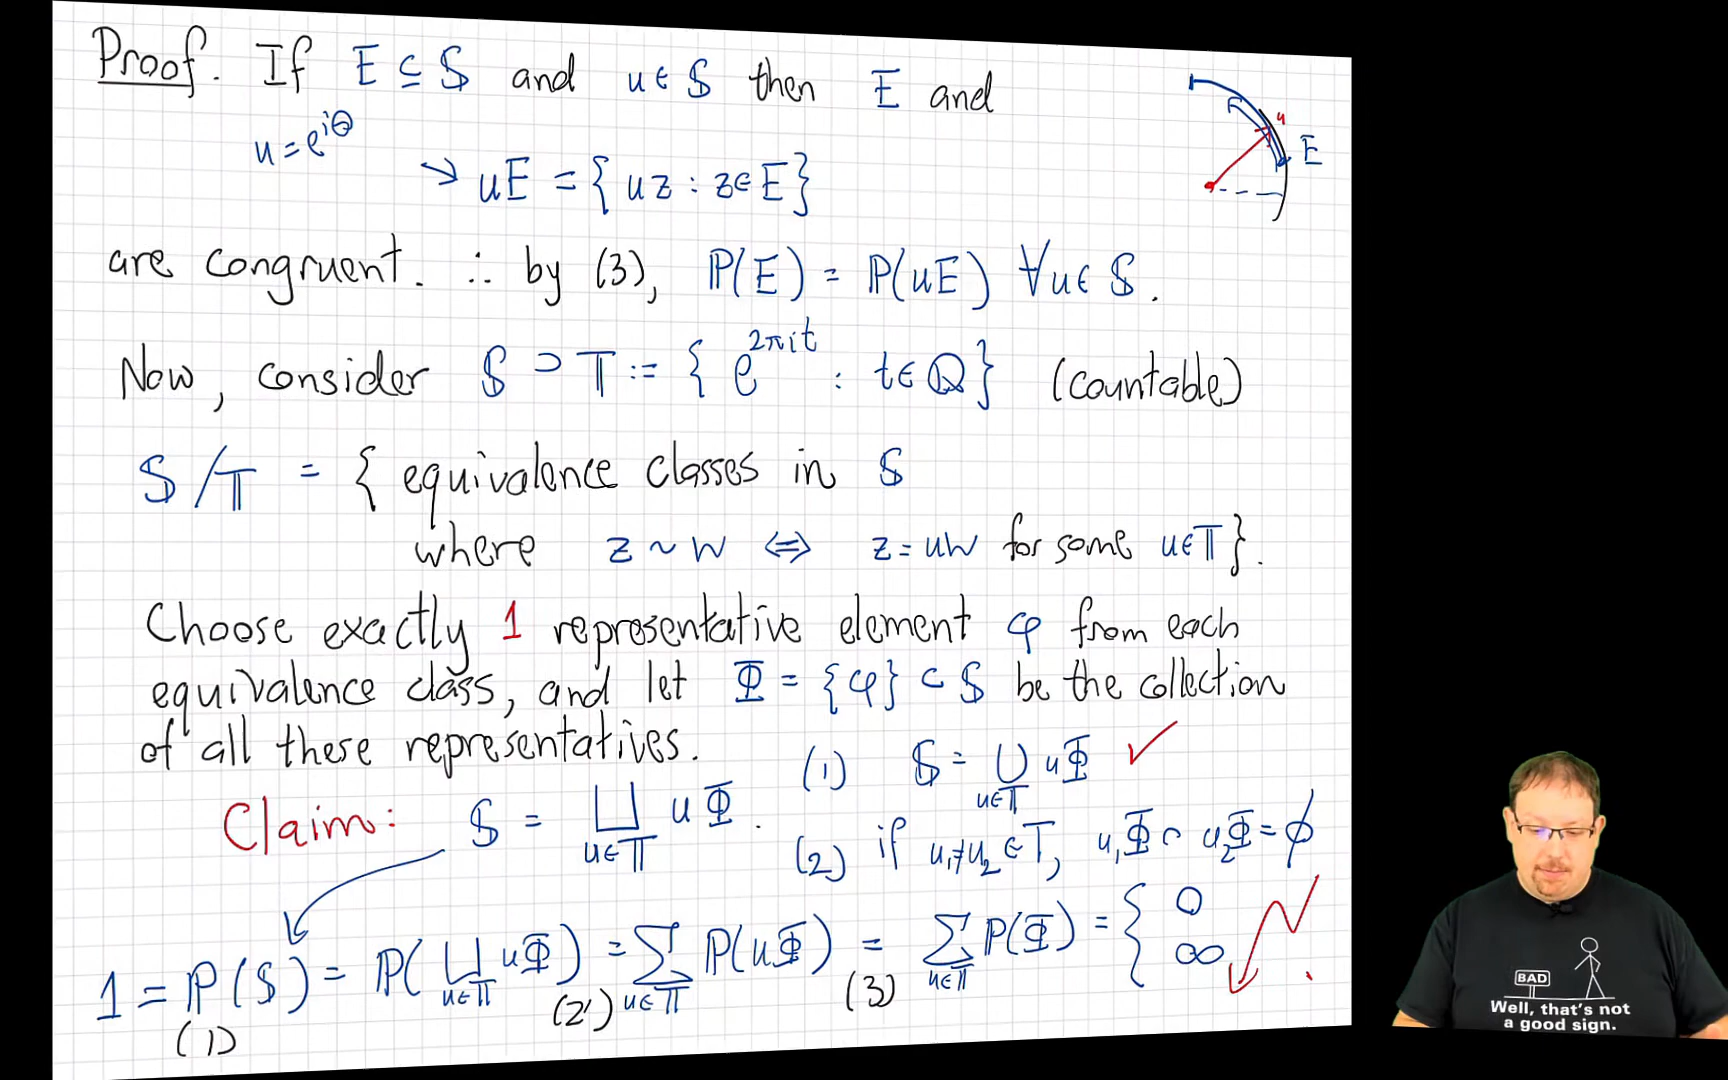 Proof. If E ⊆ 𝕊 and u ∈ 𝕊 then E and
u = e^{iθ}
→ uE = { uz : z ∈ E }
u
E
are congruent. ∴ by (3), ℙ(E) = ℙ(uE) ∀u ∈ 𝕊.
Now, consider 𝕊 ⊃ 𝕋 := { e^{2πit} : t ∈ ℚ } (countable)
𝕊/𝕋 = { equivalence classes in 𝕊
where z ~ w ⇔ z = uw for some u ∈ 𝕋 }.
Choose exactly 1 representative element φ from each
equivalence class, and let Φ = {φ} ⊂ 𝕊 be the collection
of all these representatives.
(1) 𝕊 = ⋃_{u∈𝕋} uΦ ✓
Claim: 𝕊 = ⊔_{u∈𝕋} uΦ.
(2) if u₁≠u₂ ∈ 𝕋, u₁Φ ∩ u₂Φ = ∅
1 = ℙ(𝕊) = ℙ(⊔_{u∈𝕋} uΦ) = Σ_{u∈𝕋} ℙ(uΦ) = Σ_{u∈𝕋} ℙ(Φ) = { 0 ∞
(1) (2') (3)
BAD
Well, that's not
a good sign.